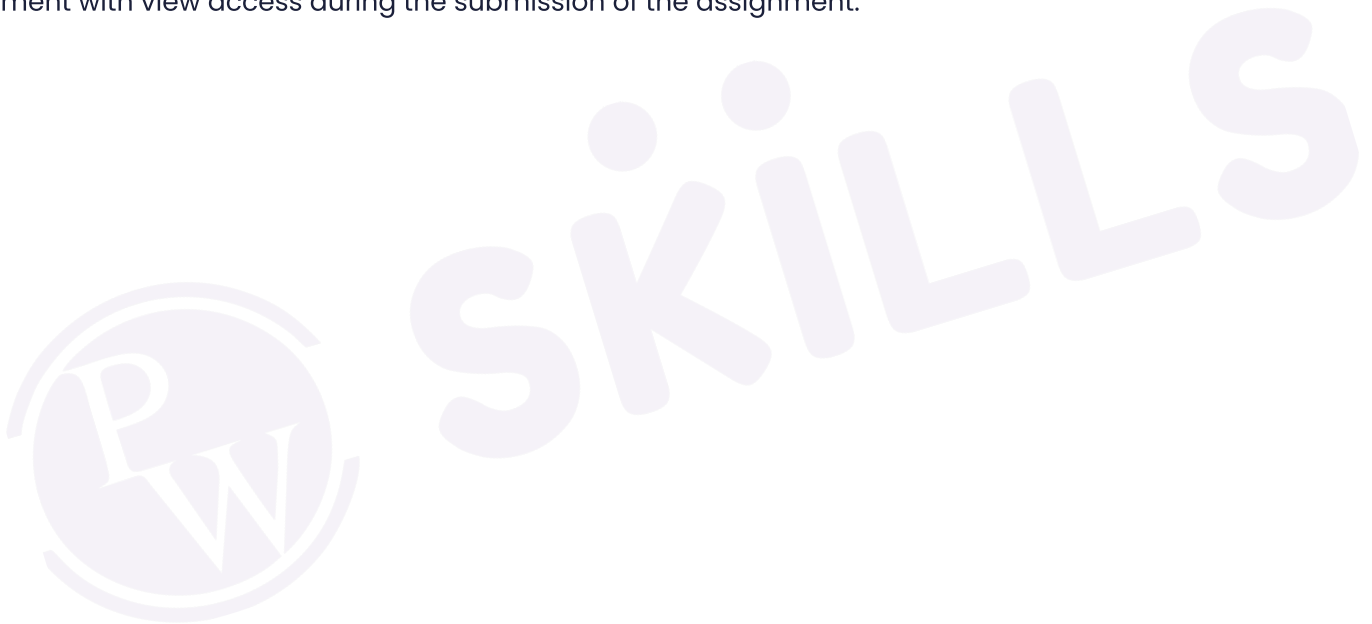 ment with view access during the submission of the assignment.
SKILLS
PW